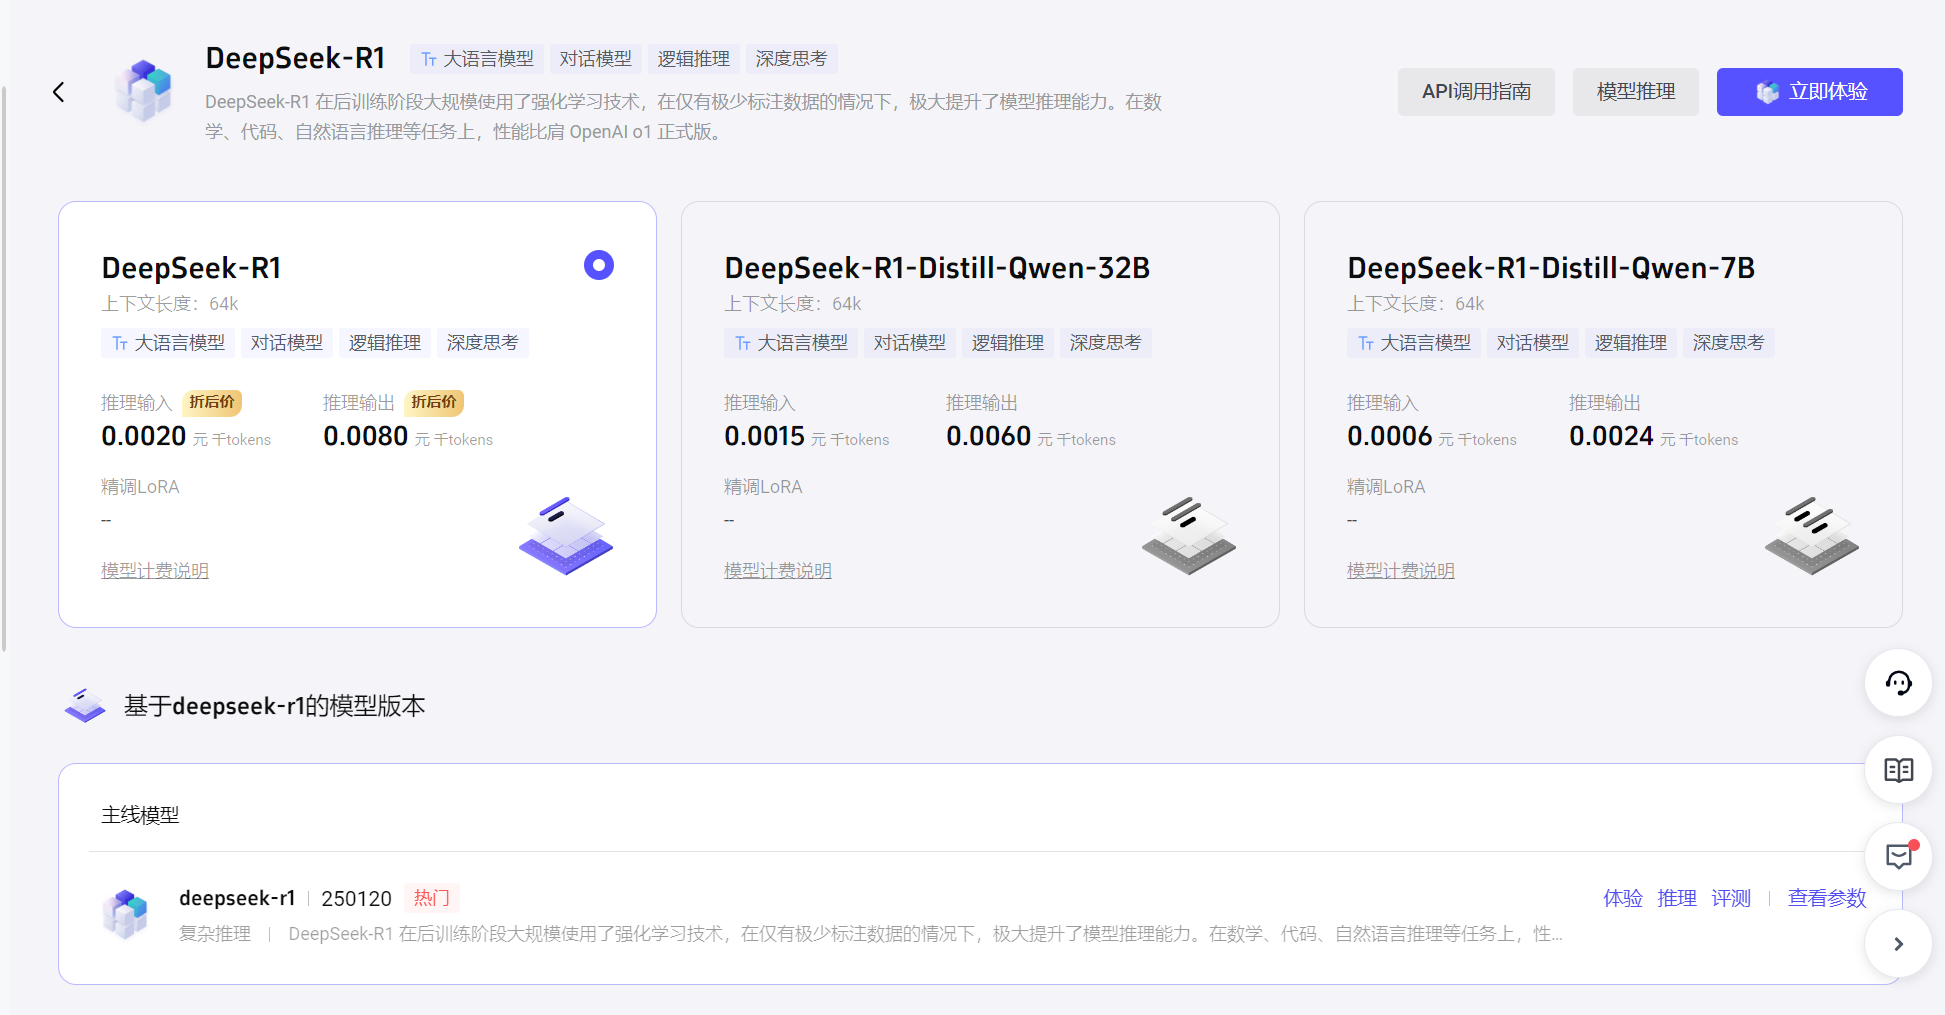 DeepSeek-R1 Tт 大语言模型 对话模型 逻辑推理 深度思考
DeepSeek-R1 在后训练阶段大规模使用了强化学习技术，在仅有极少标注数据的情况下，极大提升了模型推理能力。在数
学、代码、自然语言推理等任务上，性能比肩 OpenAI o1 正式版。
API调用指南 模型推理 立即体验
DeepSeek-R1
上下文长度：64k
Tт 大语言模型 对话模型 逻辑推理 深度思考
推理输入 折后价 推理输出 折后价
0.0020 元 千tokens 0.0080 元 千tokens
精调LoRA
--
模型计费说明
DeepSeek-R1-Distill-Qwen-32B
上下文长度：64k
Tт 大语言模型 对话模型 逻辑推理 深度思考
推理输入 推理输出
0.0015 元 千tokens 0.0060 元 千tokens
精调LoRA
--
模型计费说明
DeepSeek-R1-Distill-Qwen-7B
上下文长度：64k
Tт 大语言模型 对话模型 逻辑推理 深度思考
推理输入 推理输出
0.0006 元 千tokens 0.0024 元 千tokens
精调LoRA
--
模型计费说明
基于deepseek-r1的模型版本
主线模型
deepseek-r1 | 250120 热门
体验 推理 评测 | 查看参数
复杂推理 | DeepSeek-R1 在后训练阶段大规模使用了强化学习技术，在仅有极少标注数据的情况下，极大提升了模型推理能力。在数学、代码、自然语言推理等任务上，性...